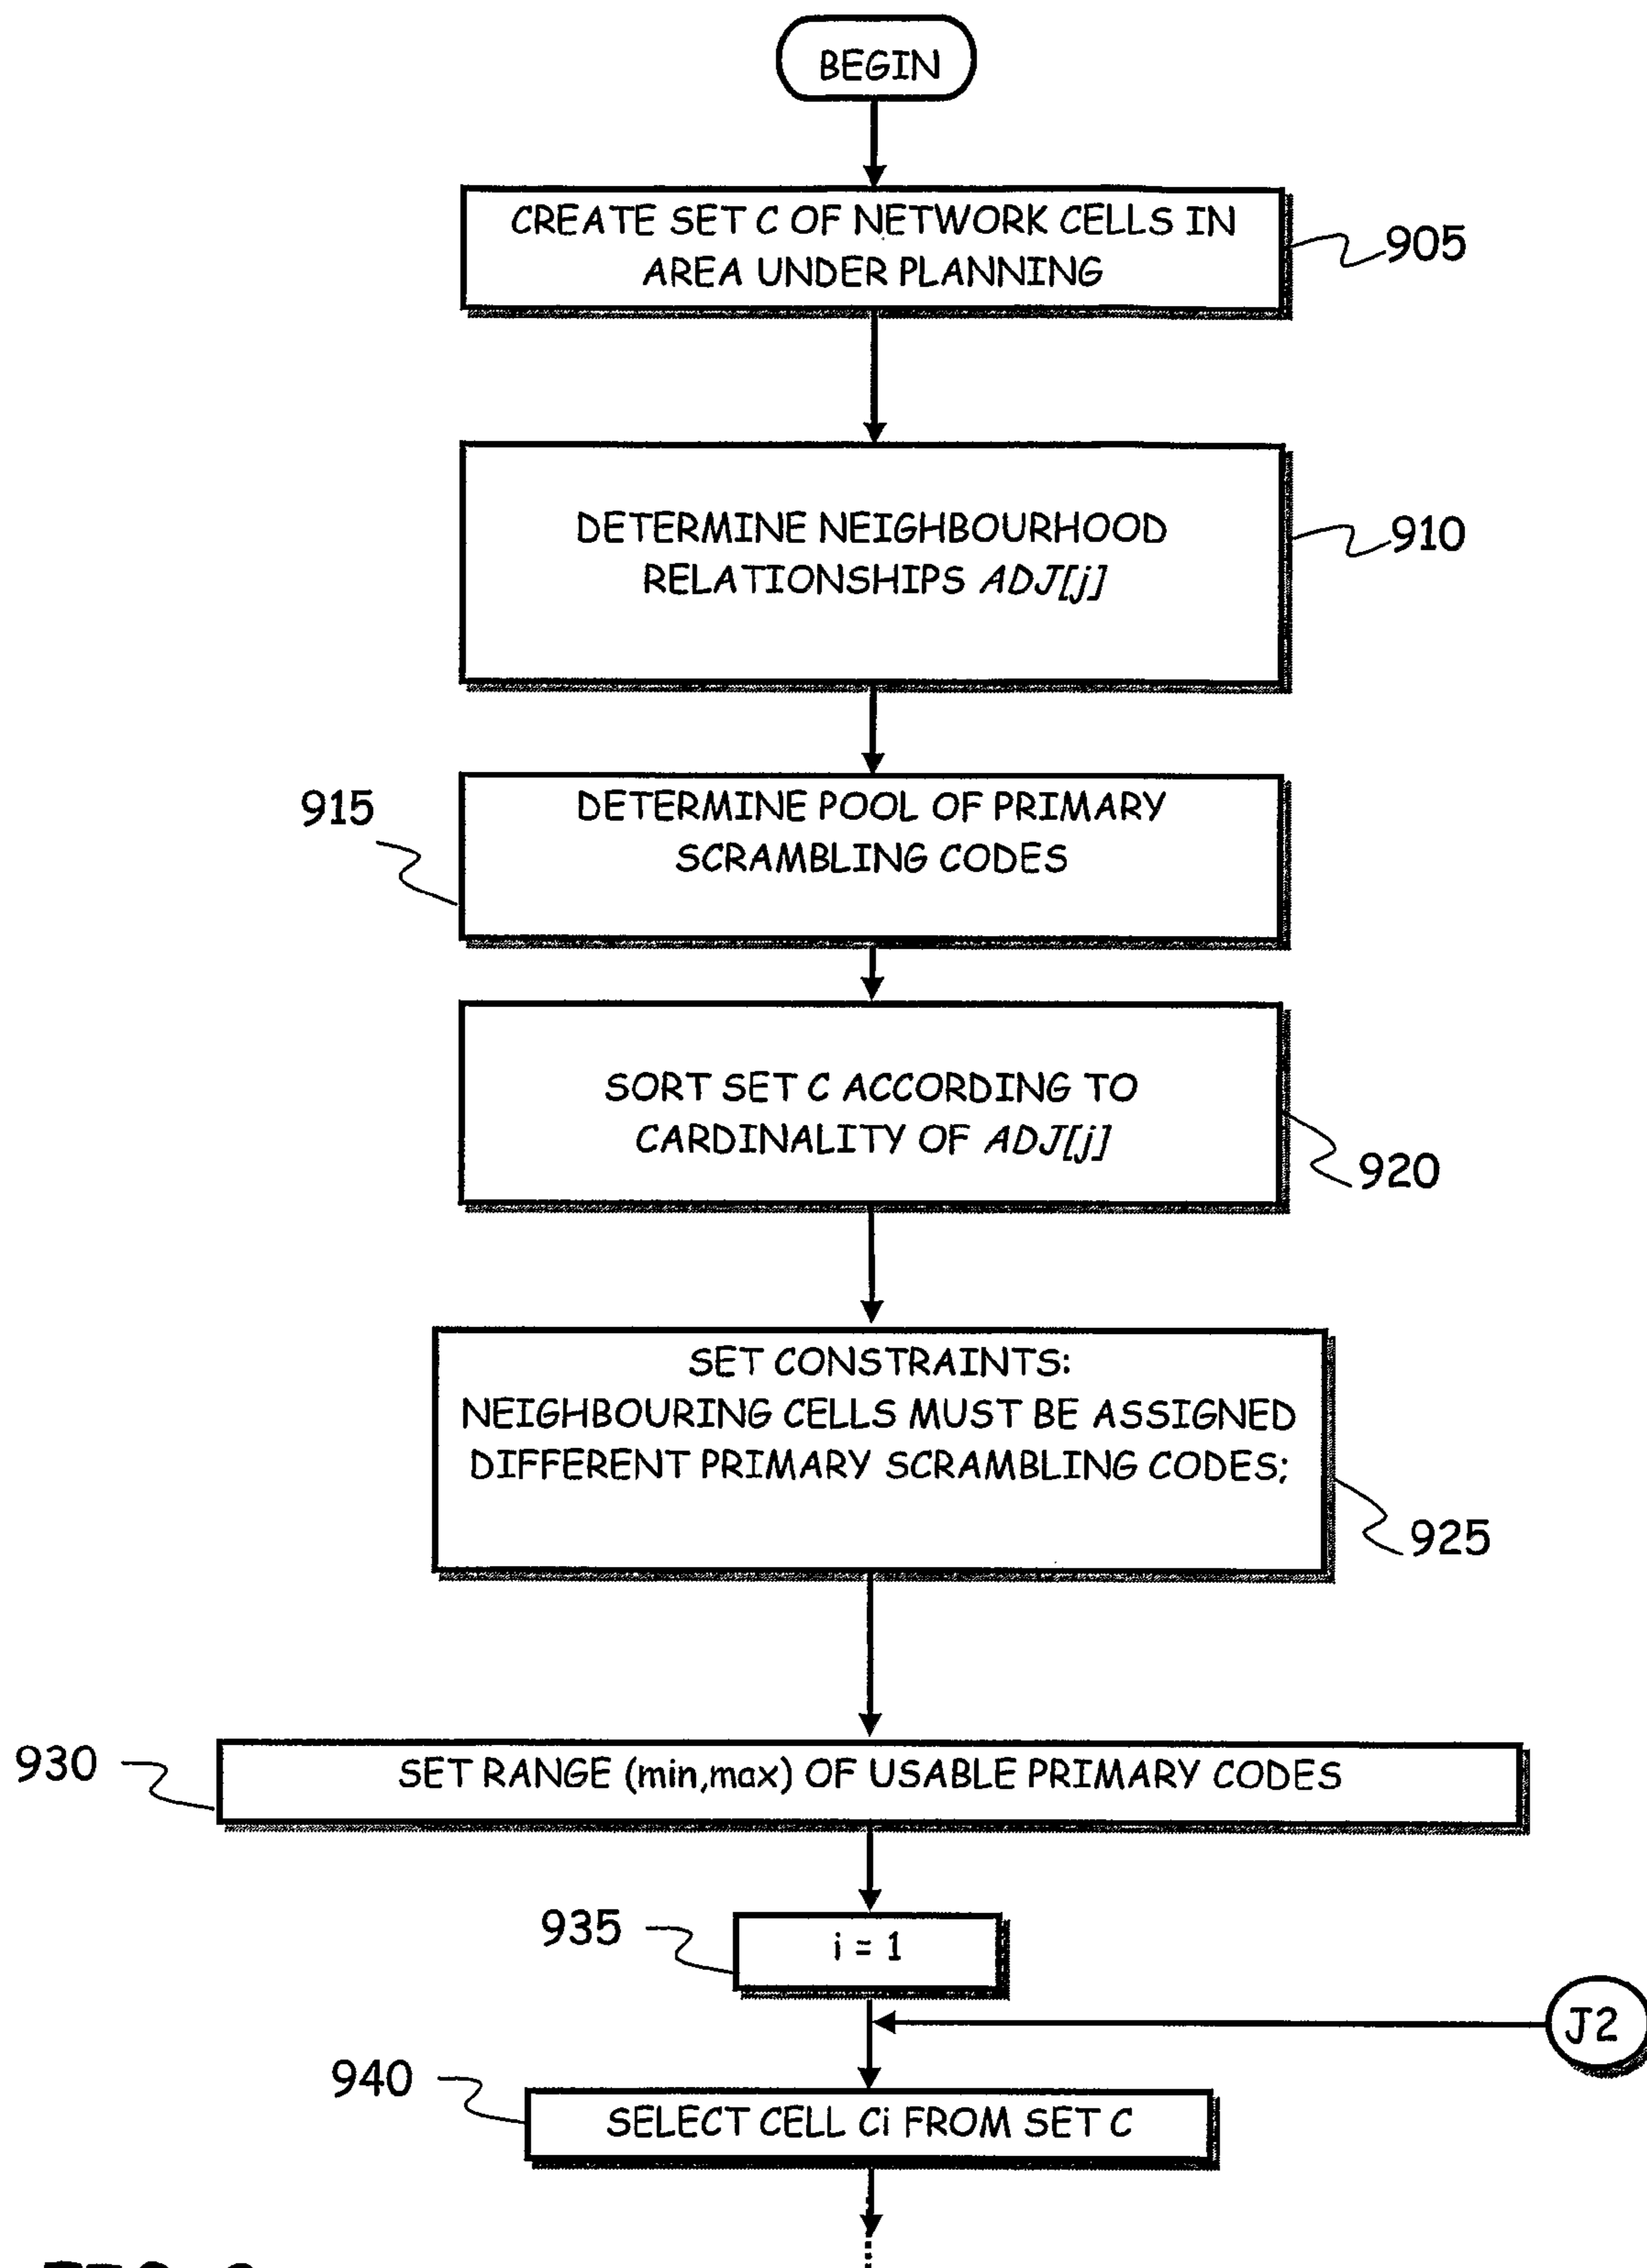 BEGIN
CREATE SET C OF NETWORK CELLS IN
AREA UNDER PLANNING
905
DETERMINE NEIGHBOURHOOD
RELATIONSHIPS ADJ[j]
910
915
DETERMINE POOL OF PRIMARY
SCRAMBLING CODES
SORT SET C ACCORDING TO
CARDINALITY OF ADJ[j]
920
SET CONSTRAINTS:
NEIGHBOURING CELLS MUST BE ASSIGNED
DIFFERENT PRIMARY SCRAMBLING CODES;
925
930
SET RANGE (min,max) OF USABLE PRIMARY CODES
935
i = 1
J2
940
SELECT CELL Ci FROM SET C